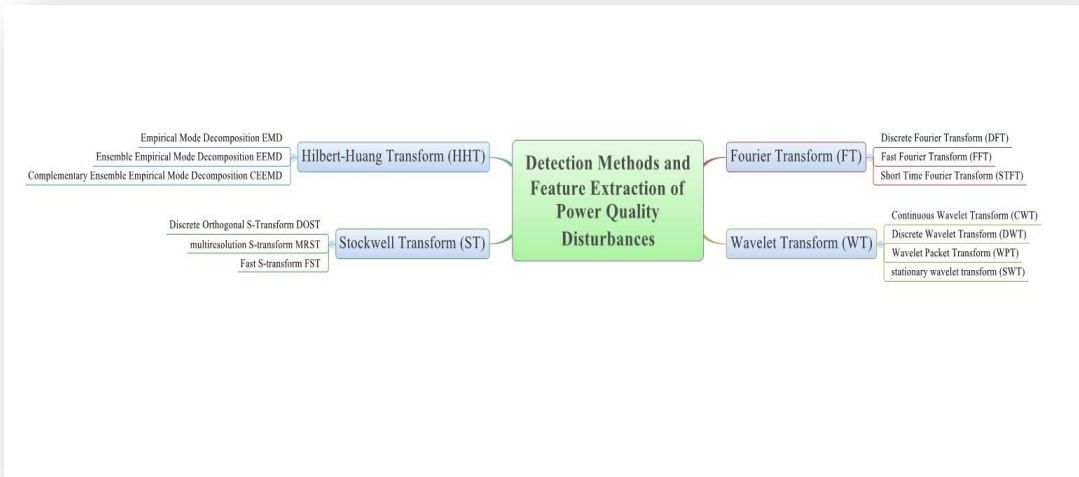 Detection Methods and
Feature Extraction of
Power Quality
Disturbances
Hilbert-Huang Transform (HHT)
Empirical Mode Decomposition EMD
Ensemble Empirical Mode Decomposition EEMD
Complementary Ensemble Empirical Mode Decomposition CEEMD
Stockwell Transform (ST)
Discrete Orthogonal S-Transform DOST
multiresolution S-transform MRST
Fast S-transform FST
Fourier Transform (FT)
Discrete Fourier Transform (DFT)
Fast Fourier Transform (FFT)
Short Time Fourier Transform (STFT)
Wavelet Transform (WT)
Continuous Wavelet Transform (CWT)
Discrete Wavelet Transform (DWT)
Wavelet Packet Transform (WPT)
stationary wavelet transform (SWT)